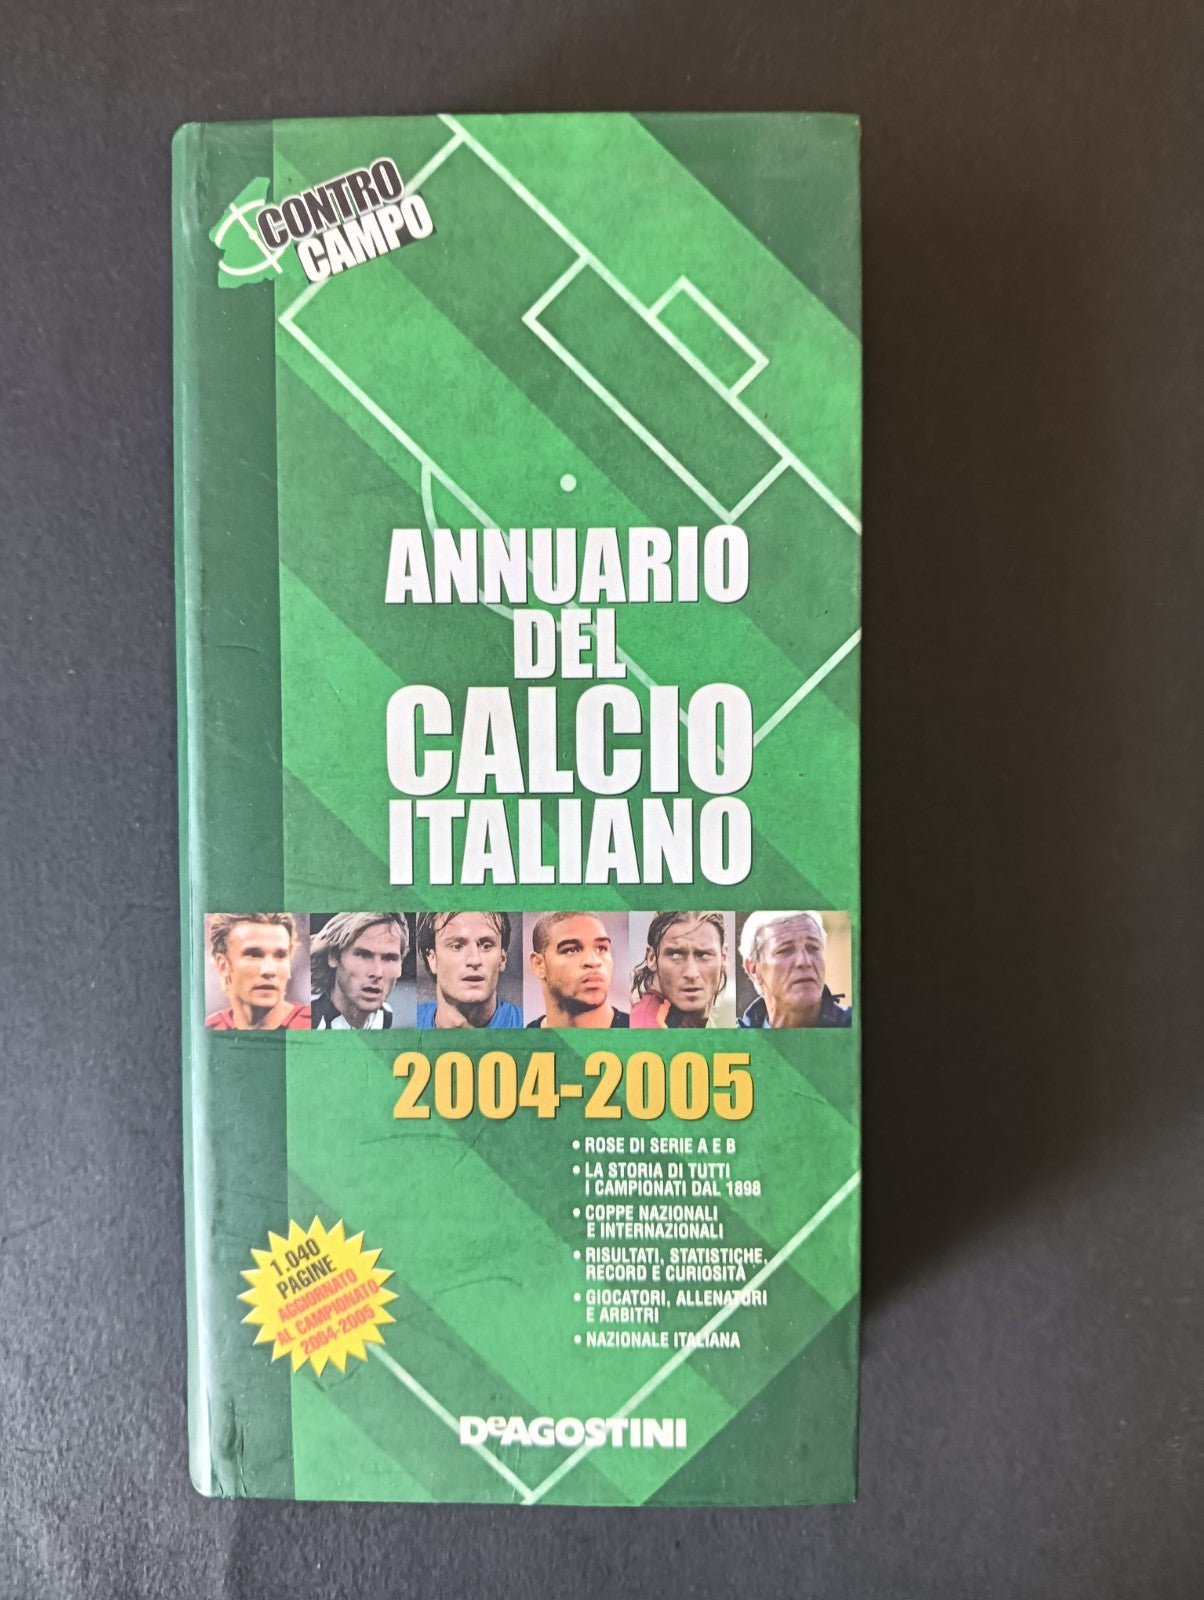 CONTRO
CAMPO
ANNUARIO
DEL
CALCIO
ITALIANO
2004-2005
• ROSE DI SERIE A E B
• LA STORIA DI TUTTI
I CAMPIONATI DAL 1898
• COPPE NAZIONALI
E INTERNAZIONALI
• RISULTATI, STATISTICHE,
RECORD E CURIOSITÀ
• GIOCATORI, ALLENATORI
E ARBITRI
• NAZIONALE ITALIANA
1.040
PAGINE
AGGIORNATO
AL CAMPIONATO
2004-2005
DeAGOSTINI